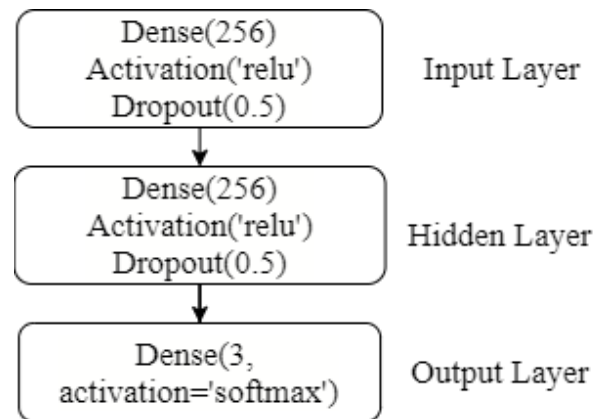 Dense(256)
Activation('relu')
Dropout(0.5)
Input Layer
Dense(256)
Activation('relu')
Dropout(0.5)
Hidden Layer
Dense(3,
activation='softmax')
Output Layer